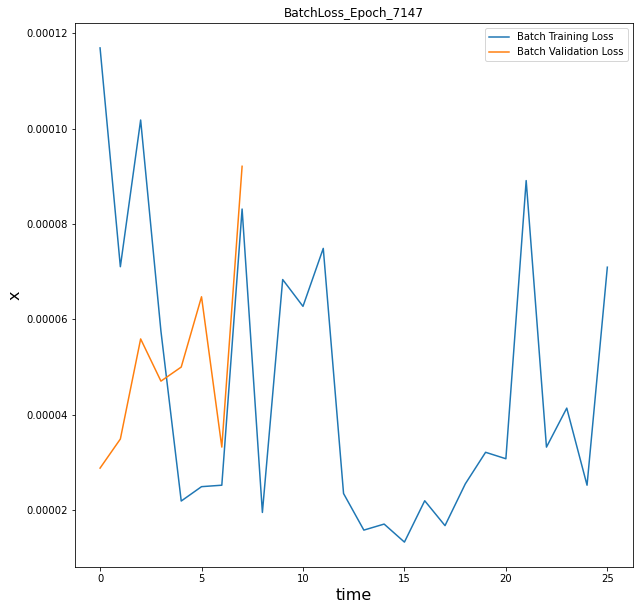 BatchLoss_Epoch_7147
Batch Training Loss
Batch Validation Loss
0.00012
0.00010
0.00008
0.00006
0.00004
0.00002
x
0 5 10 15 20 25
time